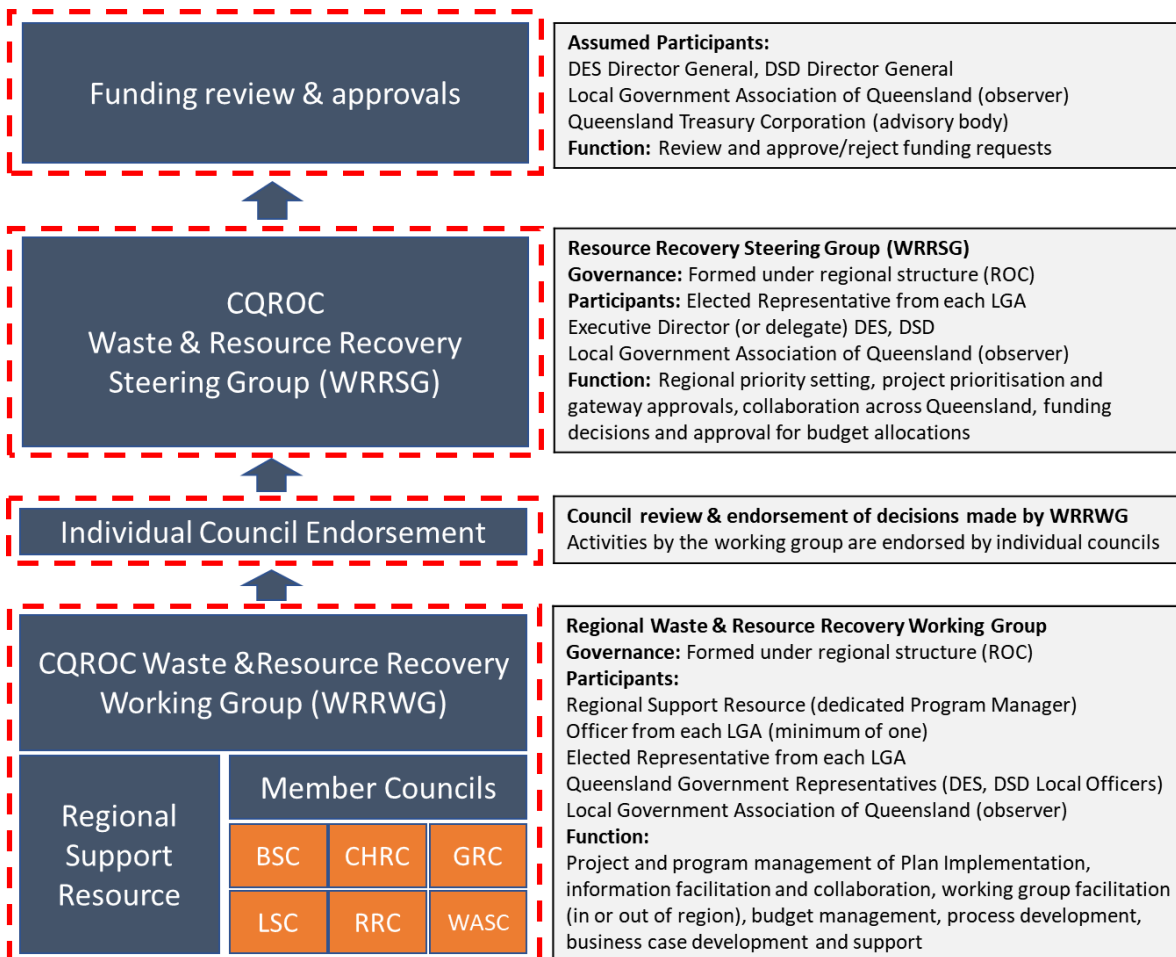 Funding review & approvals
Assumed Participants:
DES Director General, DSD Director General
Local Government Association of Queensland (observer)
Queensland Treasury Corporation (advisory body)
Function: Review and approve/reject funding requests
CQROC
Waste & Resource Recovery
Steering Group (WRRSG)
Resource Recovery Steering Group (WRRSG)
Governance: Formed under regional structure (ROC)
Participants: Elected Representative from each LGA
Executive Director (or delegate) DES, DSD
Local Government Association of Queensland (observer)
Function: Regional priority setting, project prioritisation and
gateway approvals, collaboration across Queensland, funding
decisions and approval for budget allocations
Individual Council Endorsement
Council review & endorsement of decisions made by WRRWG
Activities by the working group are endorsed by individual councils
CQROC Waste &Resource Recovery
Working Group (WRRWG)
Regional
Support
Resource
Member Councils
BSC
CHRC
GRC
LSC
RRC
WASC
Regional Waste & Resource Recovery Working Group
Governance: Formed under regional structure (ROC)
Participants:
Regional Support Resource (dedicated Program Manager)
Officer from each LGA (minimum of one)
Elected Representative from each LGA
Queensland Government Representatives (DES, DSD Local Officers)
Local Government Association of Queensland (observer)
Function:
Project and program management of Plan Implementation,
information facilitation and collaboration, working group facilitation
(in or out of region), budget management, process development,
business case development and support